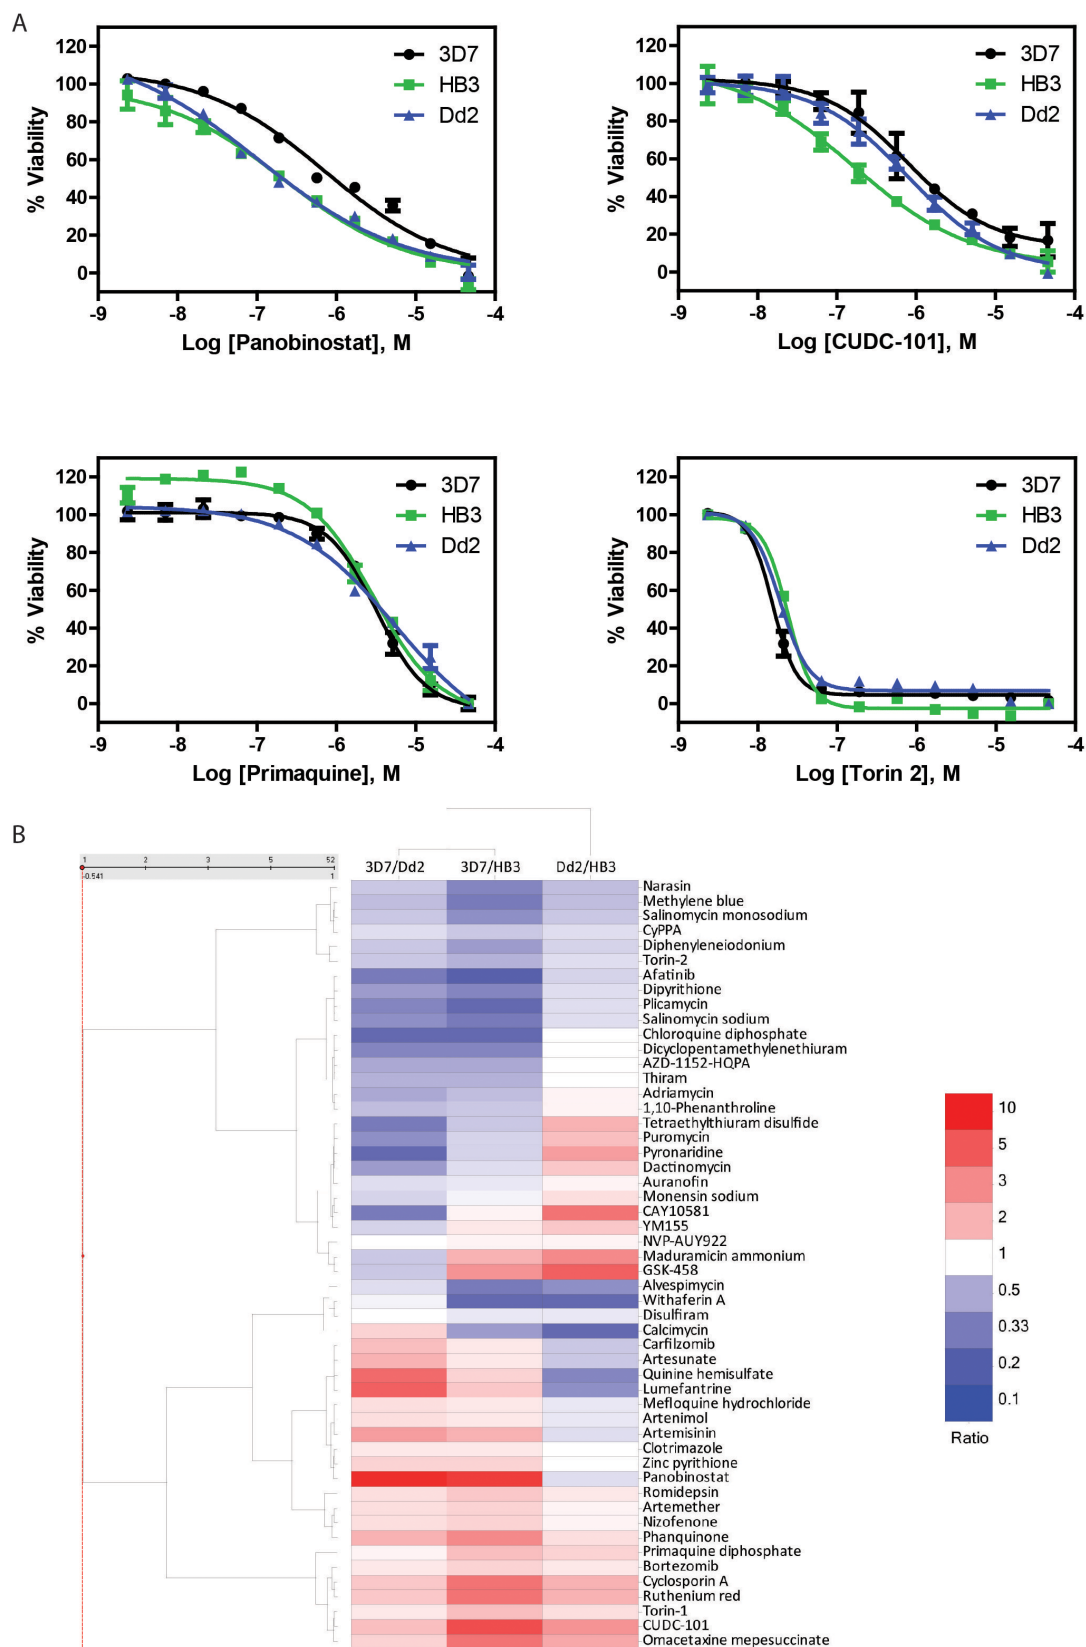 A
120
100
80
60
40
20
0
% Viability
3D7
HB3
Dd2
-9 -8 -7 -6 -5 -4
Log [Panobinostat], M
120
100
80
60
40
20
0
% Viability
3D7
HB3
Dd2
-9 -8 -7 -6 -5 -4
Log [CUDC-101], M
120
100
80
60
40
20
0
% Viability
3D7
HB3
Dd2
-9 -8 -7 -6 -5 -4
Log [Primaquine], M
120
100
80
60
40
20
0
% Viability
3D7
HB3
Dd2
-9 -8 -7 -6 -5 -4
Log [Torin 2], M
B
1 2 3 5 52
-0.541 1
3D7/Dd2 3D7/HB3 Dd2/HB3
Narasin
Methylene blue
Salinomycin monosodium
CyPPA
Diphenyleneiodonium
Torin-2
Afatinib
Dipyrithione
Plicamycin
Salinomycin sodium
Chloroquine diphosphate
Dicyclopentamethylenethiuram
AZD-1152-HQPA
Thiram
Adriamycin
1,10-Phenanthroline
Tetraethylthiuram disulfide
Puromycin
Pyronaridine
Dactinomycin
Auranofin
Monensin sodium
CAY10581
YM155
NVP-AUY922
Maduramicin ammonium
GSK-458
Alvespimycin
Withaferin A
Disulfiram
Calcimycin
Carfilzomib
Artesunate
Quinine hemisulfate
Lumefantrine
Mefloquine hydrochloride
Artenimol
Artemisinin
Clotrimazole
Zinc pyrithione
Panobinostat
Romidepsin
Artemether
Nizofenone
Phanquinone
Primaquine diphosphate
Bortezomib
Cyclosporin A
Ruthenium red
Torin-1
CUDC-101
Omacetaxine mepesuccinate
10
5
3
2
1
0.5
0.33
0.2
0.1
Ratio